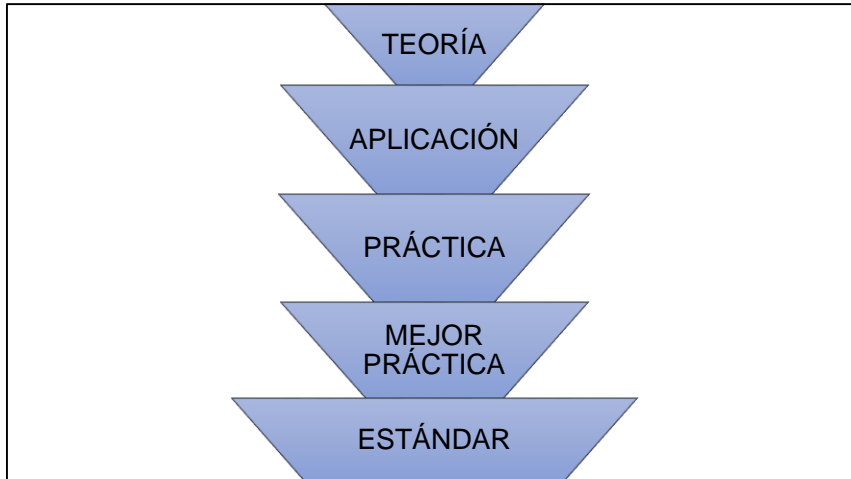 TEORÍA
APLICACIÓN
PRÁCTICA
MEJOR
PRÁCTICA
ESTÁNDAR